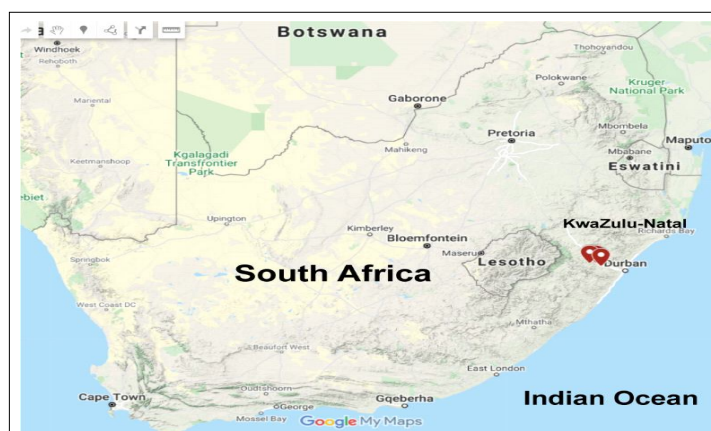 Botswana
Windhoek
Rehoboth
Thohoyandou
Polokwane
Kruger
National Park
Mariental
Gaborone
Pretoria
Mbombela
Maputo
Mahikeng
Mbabane
Eswatini
Keetmanshoop
Kgalagadi
Transfrontier
Park
KwaZulu-Natal
Richards Bay
Upington
Kimberley
Bloemfontein
Maseru
Lesotho
Durban
Springbok
South Africa
West Coast DC
Mthatha
Beaufort West
East London
Oudtshoorn
Cape Town
George
Gqeberha
Mossel Bay
Google My Maps
Indian Ocean